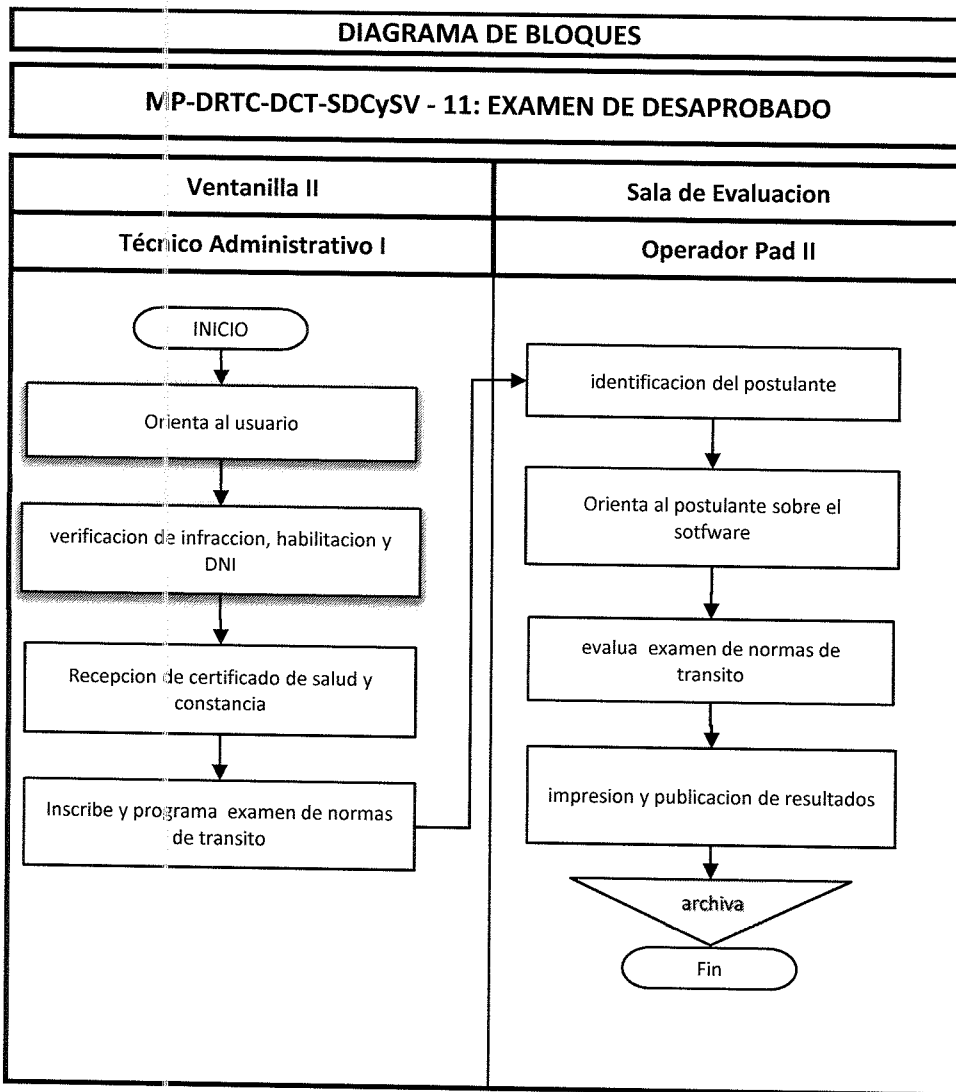 DIAGRAMA DE BLOQUES
MP-DRTC-DCT-SDCySV - 11: EXAMEN DE DESAPROBADO
Ventanilla II
Técnico Administrativo I
INICIO
Orienta al usuario
verificacion de infraccion, habilitacion y
DNI
Recepcion de certificado de salud y
constancia
Inscribe y programa examen de normas
de transito
Sala de Evaluacion
Operador Pad II
identificacion del postulante
Orienta al postulante sobre el
sotfware
evalua examen de normas de
transito
impresion y publicacion de resultados
archiva
Fin